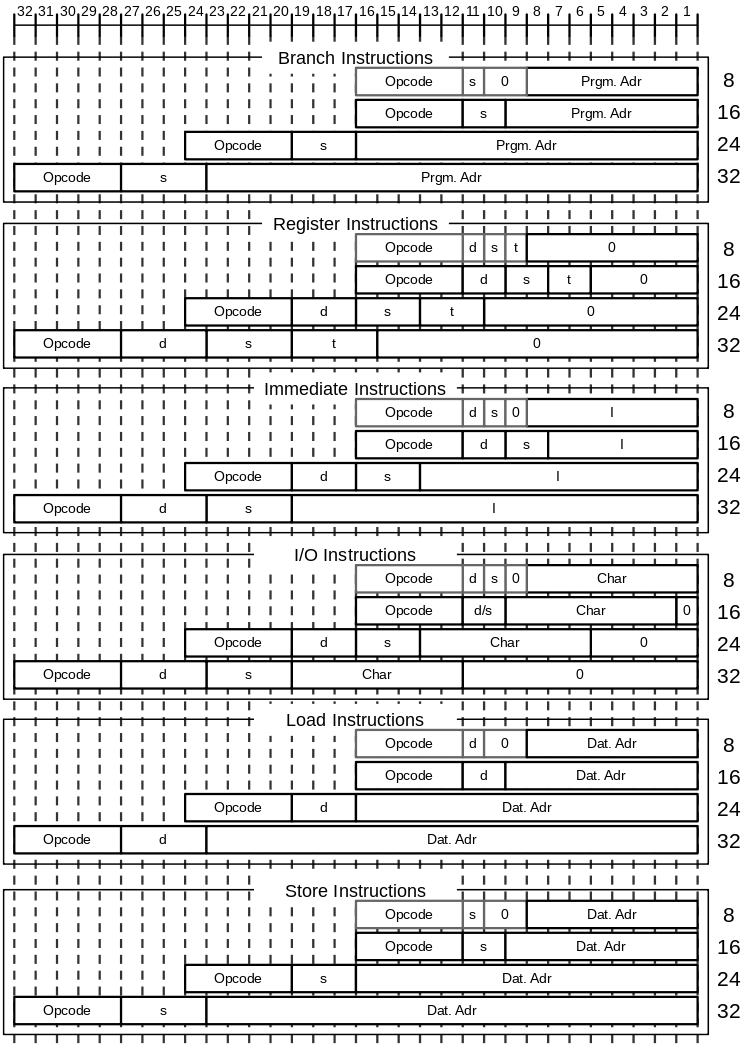 32 31 30 29 28 27 26 25 24 23 22 21 20 19 18 17 16 15 14 13 12 11 10 9 8 7 6 5 4 3 2 1
Branch Instructions
Opcode s 0 Prgm. Adr 8
Opcode s Prgm. Adr 16
Opcode s Prgm. Adr 24
Opcode s Prgm. Adr 32
Register Instructions
Opcode d s t 0 8
Opcode d s t 0 16
Opcode d s t 0 24
Opcode d s t 0 32
Immediate Instructions
Opcode d s 0 I 8
Opcode d s I 16
Opcode d s I 24
Opcode d s I 32
I/O Instructions
Opcode d s 0 Char 8
Opcode d/s Char 0 16
Opcode d s Char 0 24
Opcode d s Char 0 32
Load Instructions
Opcode d 0 Dat. Adr 8
Opcode d Dat. Adr 16
Opcode d Dat. Adr 24
Opcode d Dat. Adr 32
Store Instructions
Opcode s 0 Dat. Adr 8
Opcode s Dat. Adr 16
Opcode s Dat. Adr 24
Opcode s Dat. Adr 32